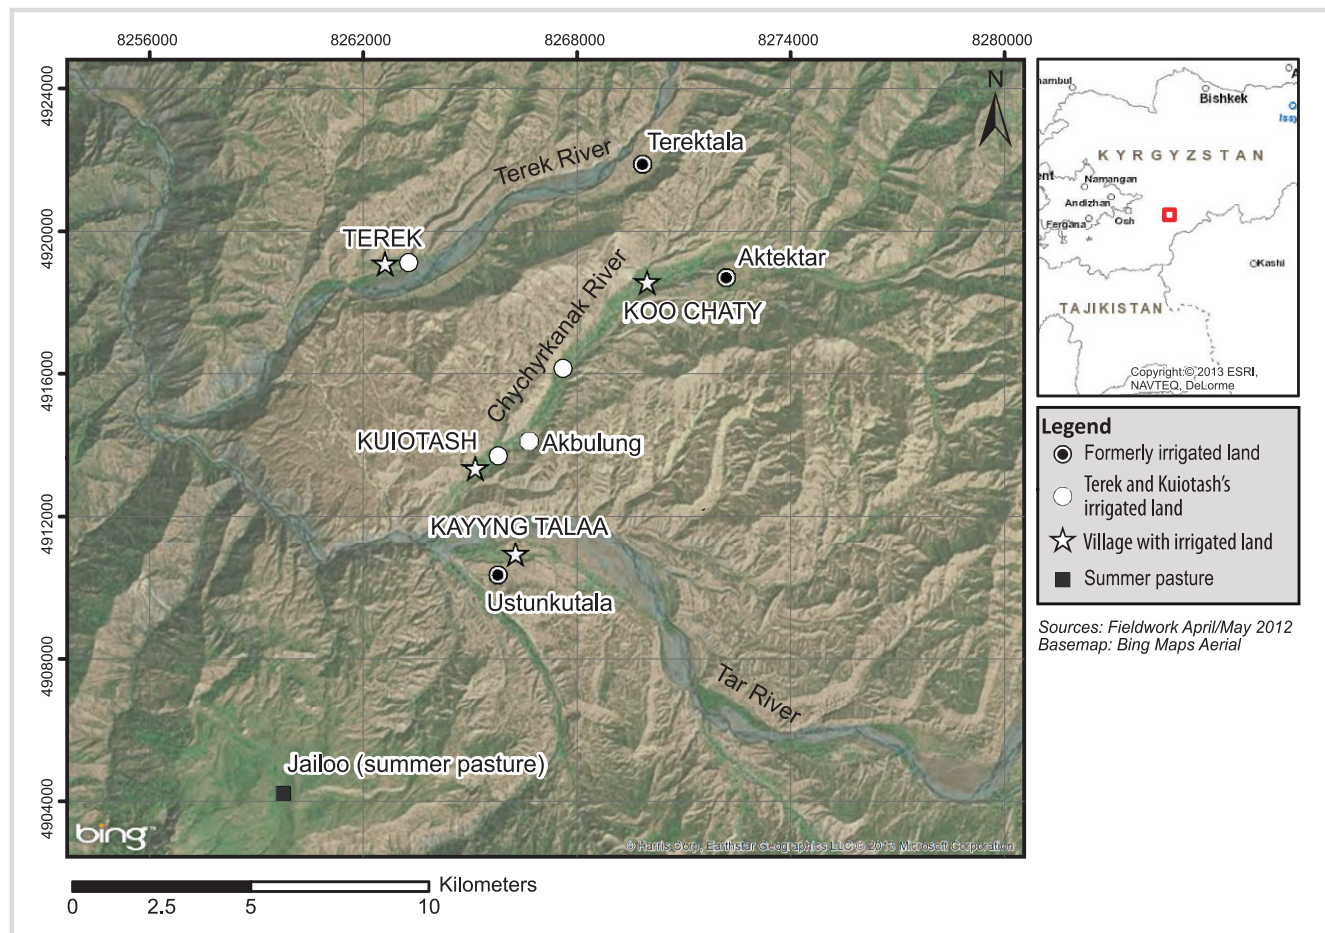 8256000
8262000
8268000
8274000
8280000
4924000
4920000
4916000
4912000
4908000
4904000
N
Terek River
Terektala
TEREK
Aktektar
KOO CHATY
Chychyrkanak River
KUIOTASH
Akbulung
KAYYNG TALAA
Ustunkutala
Tar River
Jailoo (summer pasture)
bing
© Harris Corp, Earthstar Geographics LLC © 2013 Microsoft Corporation
0
2.5
5
10
Kilometers
Bishkek
KYRGYZSTAN
Namangan
Andizhan
Fergana
Osh
Kashi
TAJIKISTAN
Copyright:© 2013 ESRI,
NAVTEQ, DeLorme
Legend
Formerly irrigated land
Terek and Kuiotash's
irrigated land
Village with irrigated land
Summer pasture
Sources: Fieldwork April/May 2012
Basemap: Bing Maps Aerial